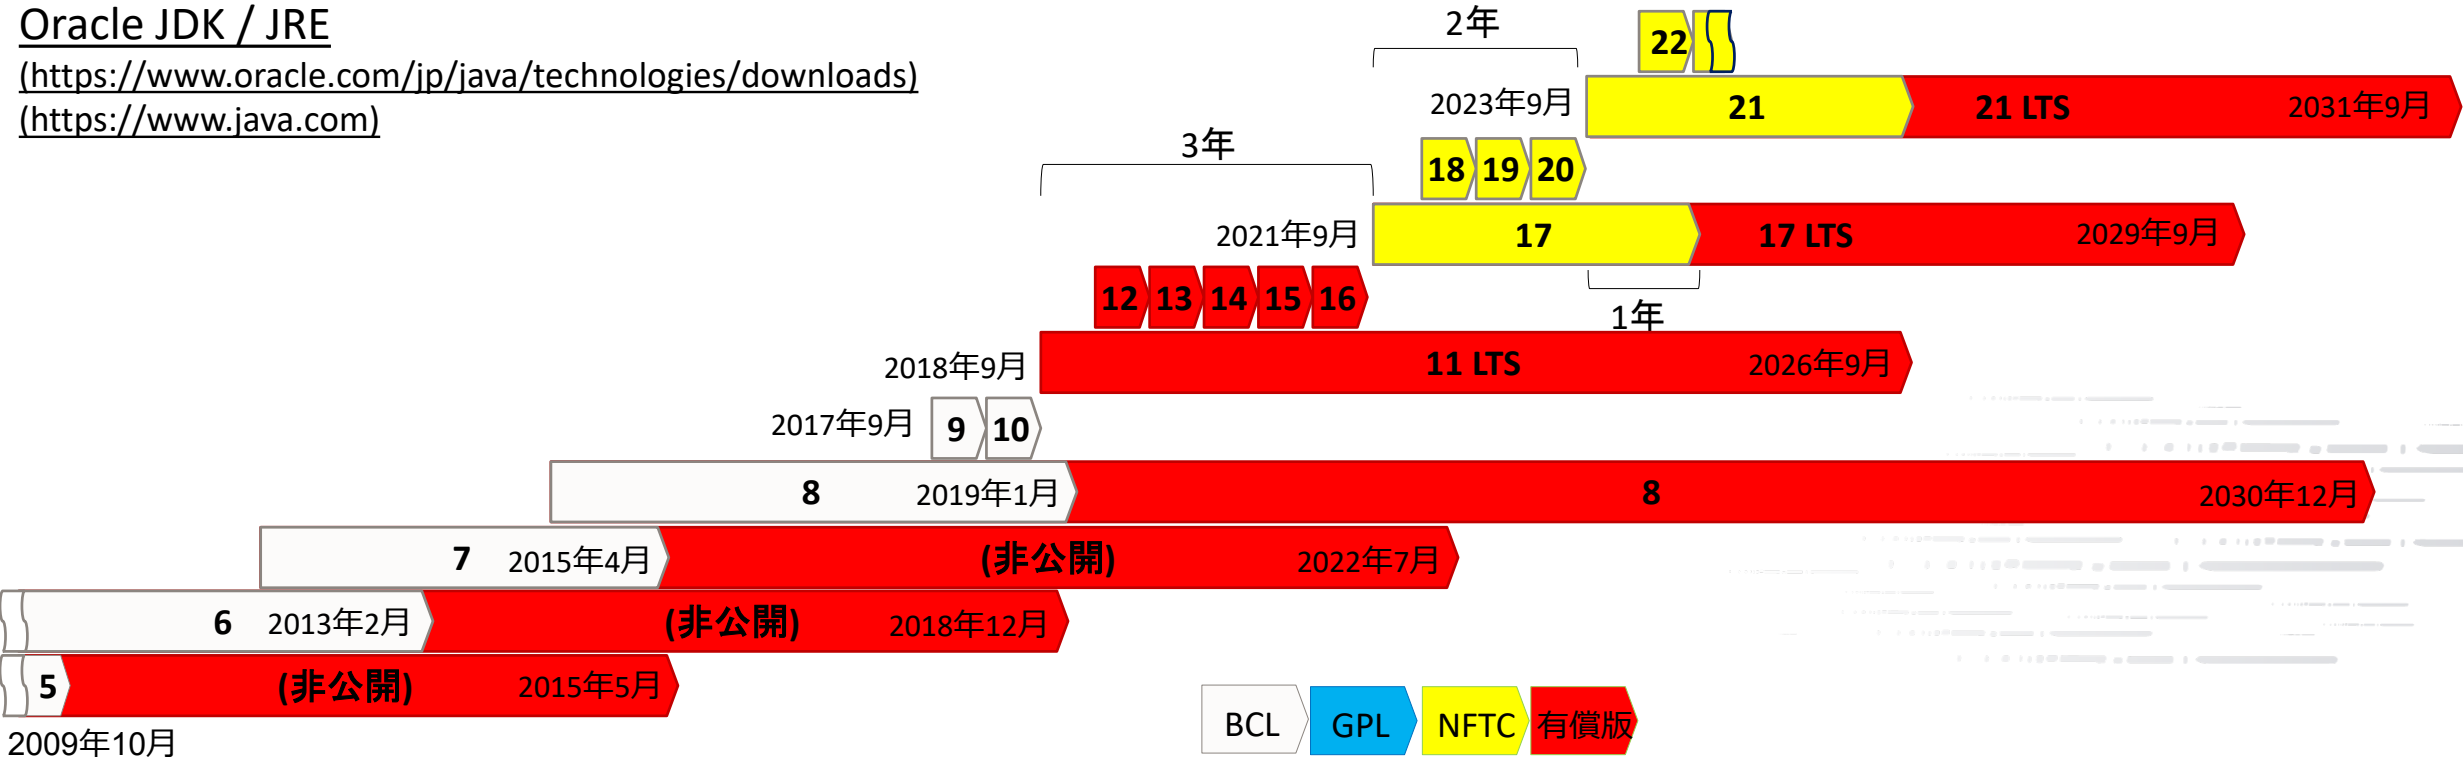 Oracle JDK / JRE
(https://www.oracle.com/jp/java/technologies/downloads)
(https://www.java.com)
2年
22
2023年9月 21 21 LTS 2031年9月
3年
18 19 20
2021年9月 17 17 LTS 2029年9月
12 13 14 15 16
1年
2018年9月 11 LTS 2026年9月
2017年9月 9 10
8 2019年1月 8 2030年12月
7 2015年4月 (非公開) 2022年7月
6 2013年2月 (非公開) 2018年12月
5 (非公開) 2015年5月
2009年10月
BCL GPL NFTC 有償版